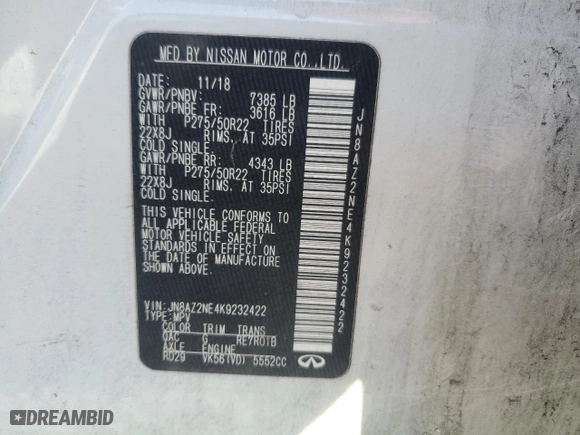 MFD BY NISSAN MOTOR CO.,LTD.
DATE: 11/18
GVWR/PNBV: 7385 LB
GAWR/PNBE FR: 3616 LB
WITH P275/50R22 TIRES
22X8J RIMS, AT 35PSI
COLD SINGLE.
GAWR/PNBE RR: 4343 LB
WITH P275/50R22 TIRES
22X8J RIMS, AT 35PSI
COLD SINGLE.
THIS VEHICLE CONFORMS TO
ALL APPLICABLE FEDERAL
MOTOR VEHICLE SAFETY
STANDARDS IN EFFECT ON
THE DATE OF MANUFACTURE
SHOWN ABOVE.
VIN: JN8AZ2NE4K9232422
TYPE: MPV
COLOR TRIM TRANS
QAC G RE7R01B
AXLE ENGINE
RD29 VK56(VD) 5552CC
JN8AZ2NE4K9232422
DREAMBID